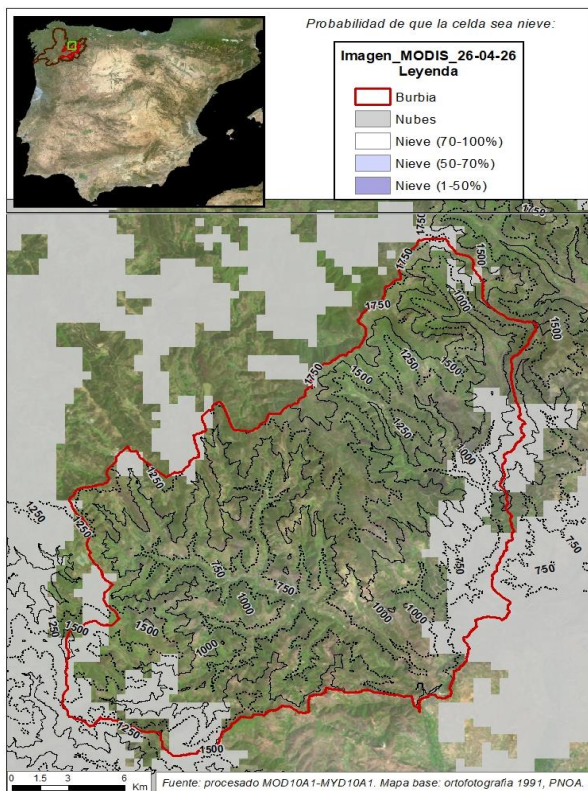 Probabilidad de que la celda sea nieve:
Imagen_MODIS_26-04-26
Leyenda
Burbia
Nubes
Nieve (70-100%)
Nieve (50-70%)
Nieve (1-50%)
1750
1750
1750
1500
1500
1000
1750
1500
1750
1250
1500
1500
1250
1000
1250
1250
1250
750
750
750
750
1000
1000
1000
1500
1500
1000
1250
1500
0 1.5 3 6
Km
Fuente: procesado MOD10A1-MYD10A1. Mapa base: ortofotografía 1991, PNOA.